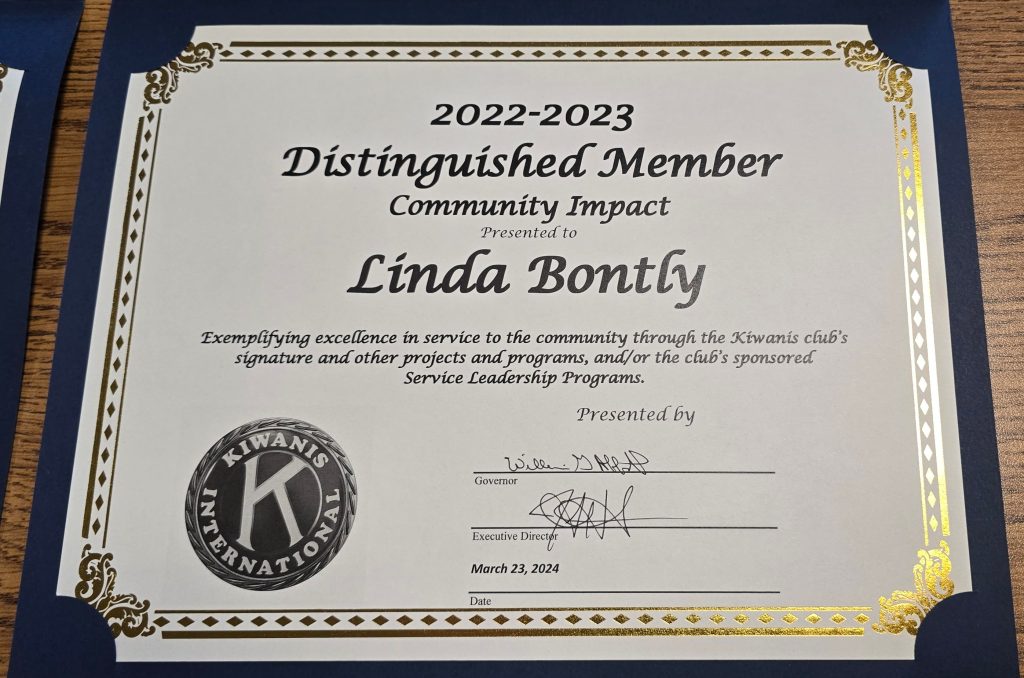 2022-2023
Distinguished Member
Community Impact
Presented to
Linda Bontly
Exemplifying excellence in service to the community through the Kiwanis club's
signature and other projects and programs, and/or the club's sponsored
Service Leadership Programs.
Presented by
Governor
Executive Director
March 23, 2024
Date
KIWANIS
K
INTERNATIONAL